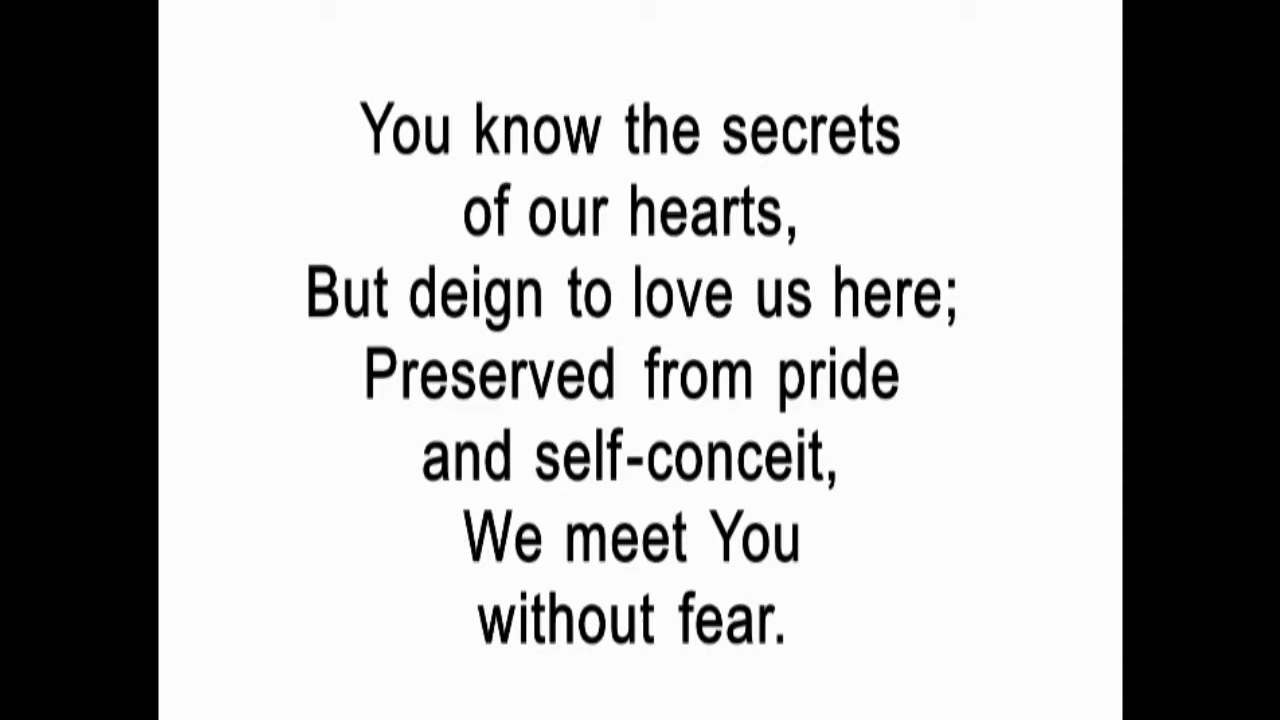 You know the secrets
of our hearts,
But deign to love us here;
Preserved from pride
and self-conceit,
We meet You
without fear.